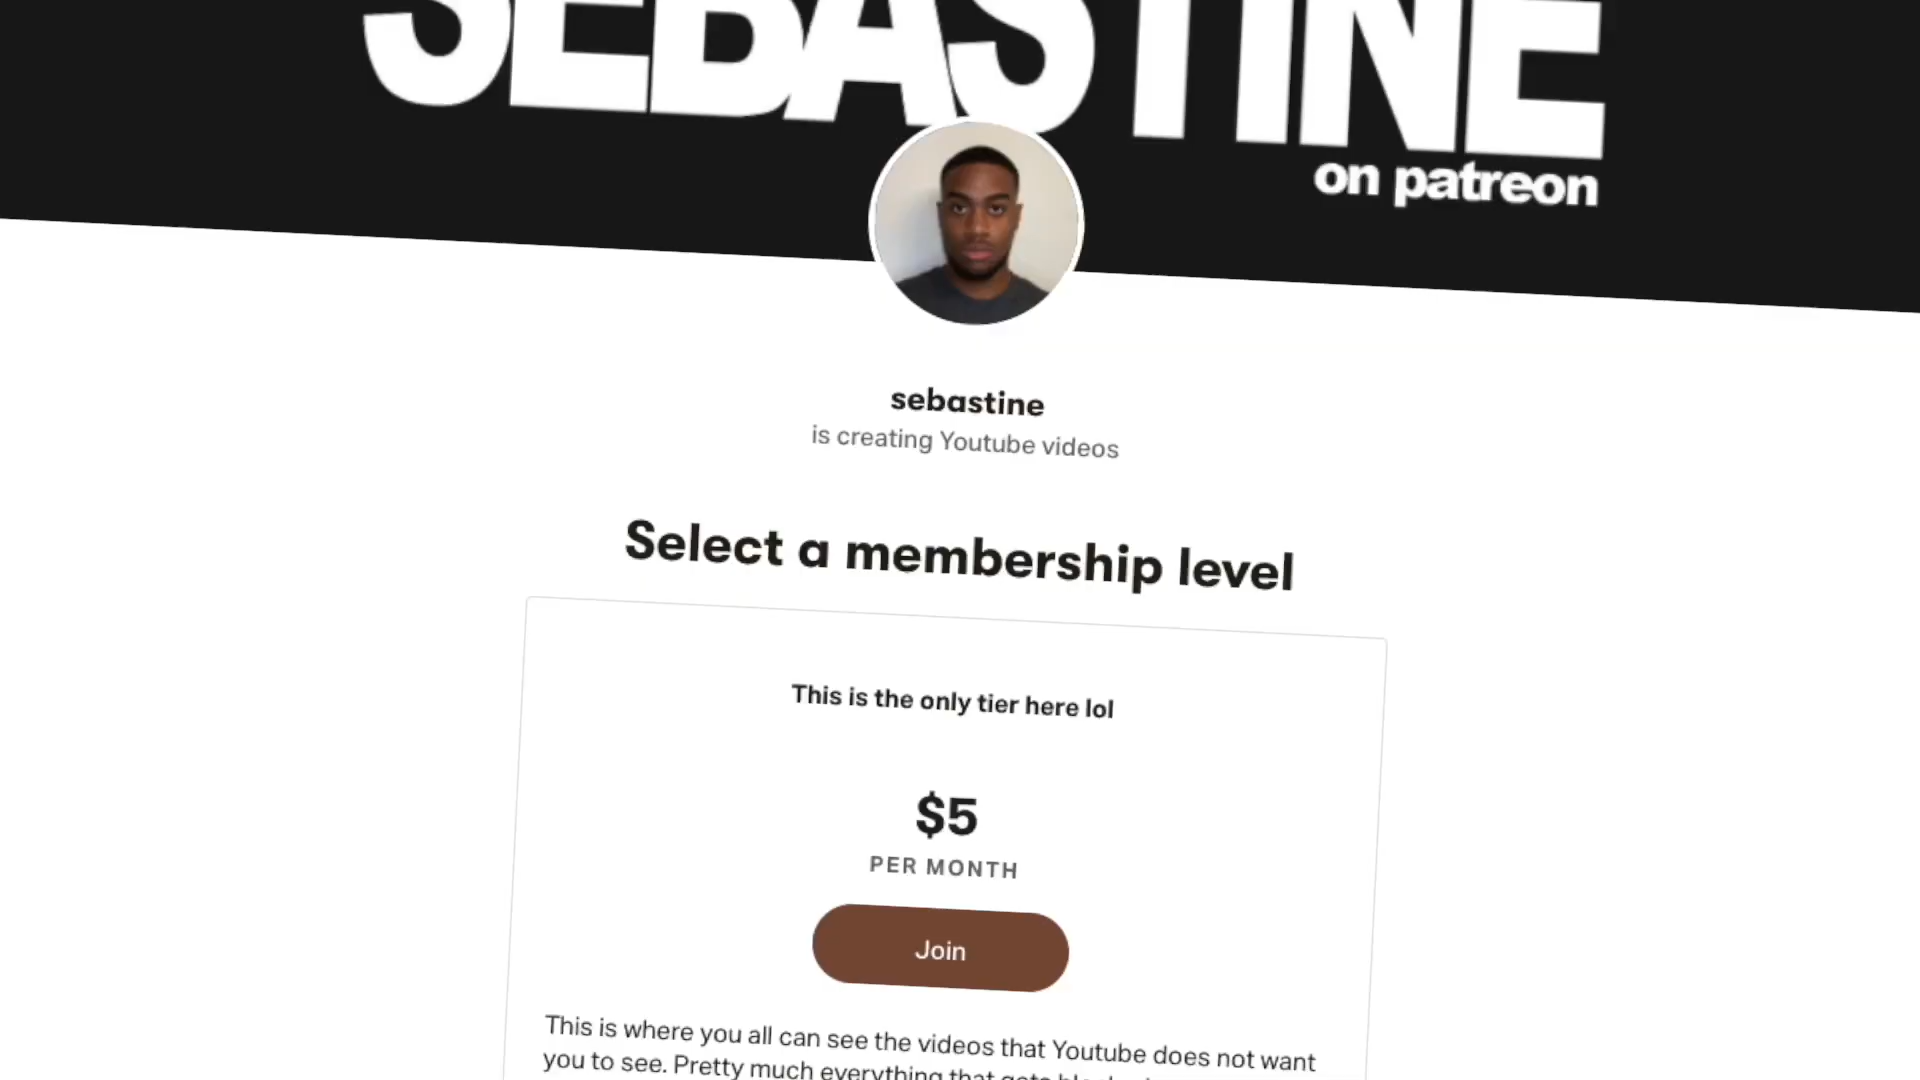 SEBASTINE
on patreon
sebastine
is creating Youtube videos
Select a membership level
This is the only tier here lol
$5
PER MONTH
Join
This is where you all can see the videos that Youtube does not want
you to see. Pretty much everything that gets